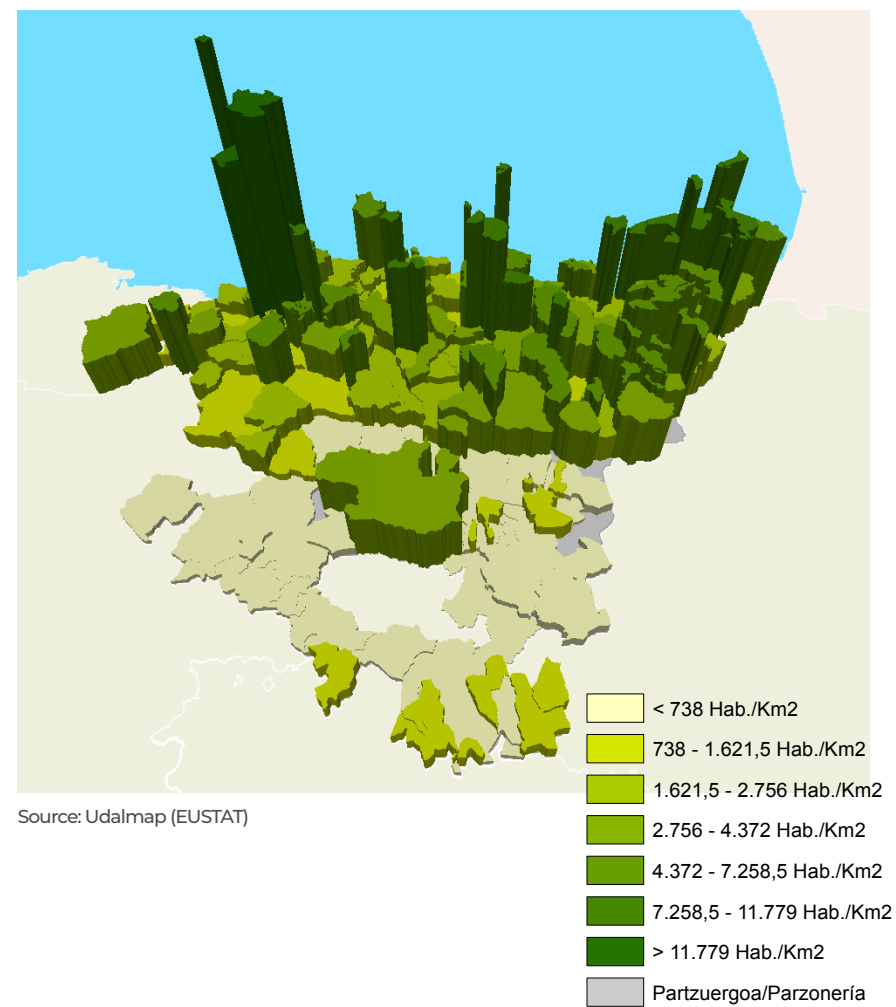 < 738 Hab./Km2
738 - 1.621,5 Hab./Km2
1.621,5 - 2.756 Hab./Km2
2.756 - 4.372 Hab./Km2
4.372 - 7.258,5 Hab./Km2
7.258,5 - 11.779 Hab./Km2
> 11.779 Hab./Km2
Partzuergoa/Parzonería
Source: Udalmap (EUSTAT)